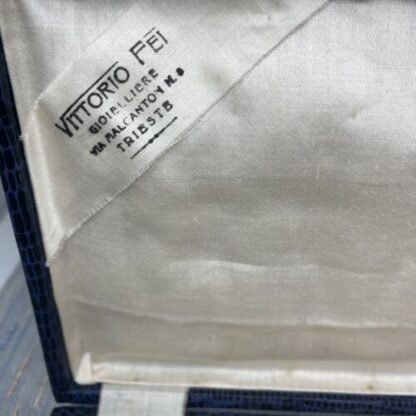 VITTORIO FEI
GIOIELLIERE
VIA MALCANTON N. 8
TRIESTE